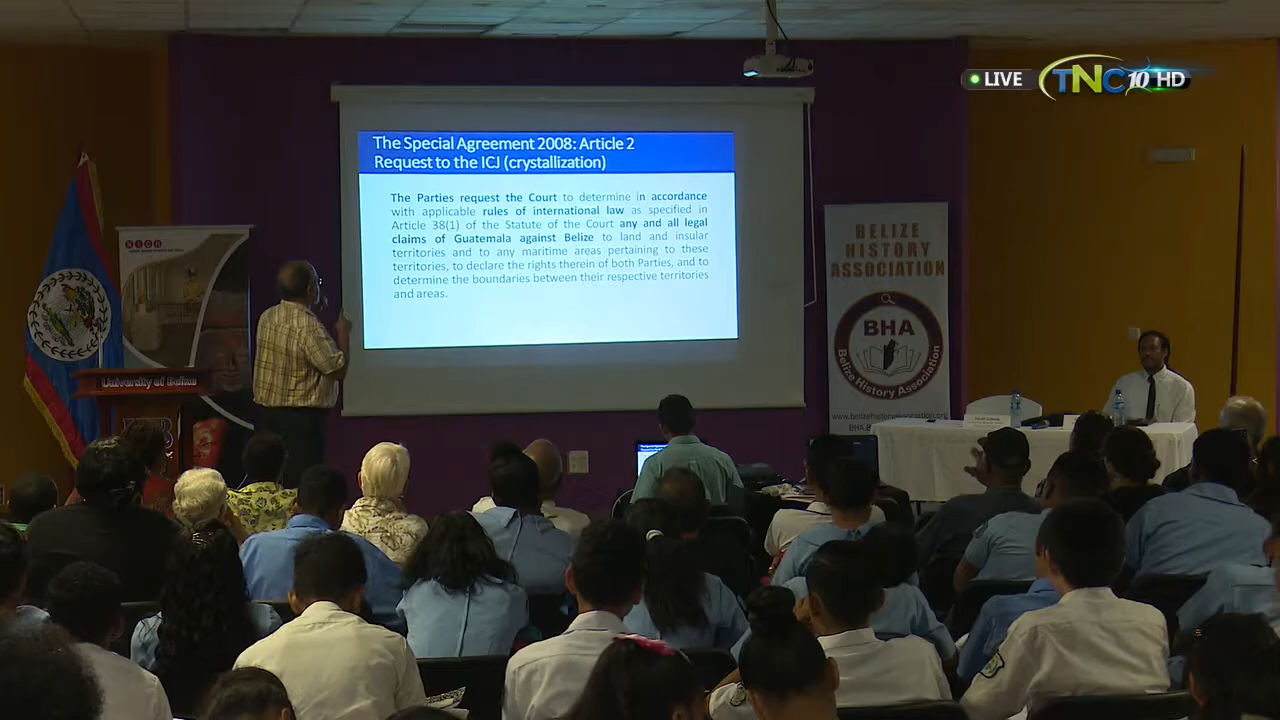 LIVE TNC10 HD
The Special Agreement 2008: Article 2
Request to the ICJ (crystallization)
The Parties request the Court to determine in accordance
with applicable rules of international law as specified in
Article 38(1) of the Statute of the Court any and all legal
claims of Guatemala against Belize to land and insular
territories and to any maritime areas pertaining to these
territories, to declare the rights therein of both Parties, and to
determine the boundaries between their respective territories
and areas.
NICH
BELIZE
HISTORY
ASSOCIATION
BHA
Belize History Association
www.belizehistoryassociation.org
University of Belize